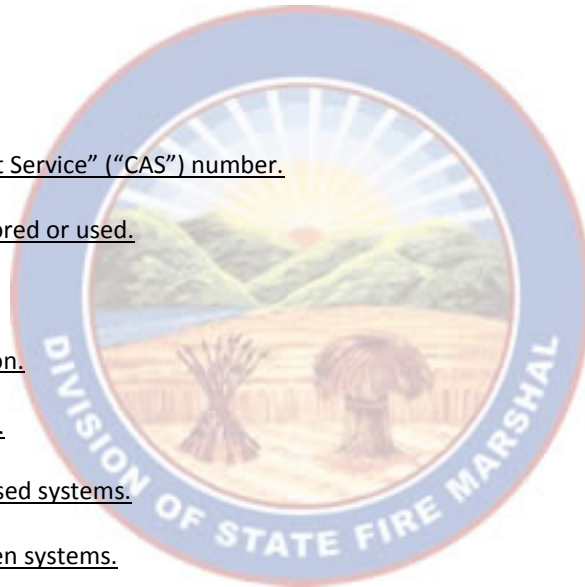 t Service” (“CAS”) number.
ored or used.
on.
.
sed systems.
en systems.
DIVISION OF STATE FIRE MARSHAL